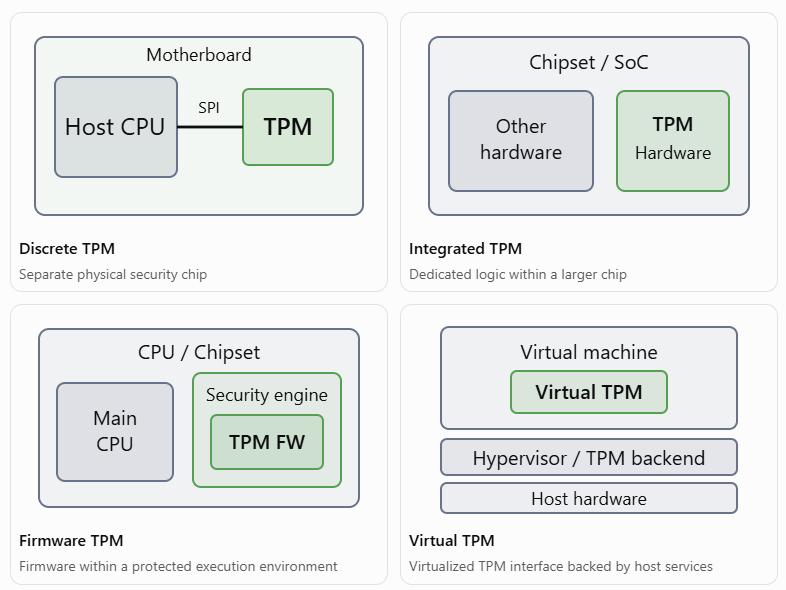 Motherboard
Host CPU
SPI
TPM
Discrete TPM
Separate physical security chip
Chipset / SoC
Other
hardware
TPM
Hardware
Integrated TPM
Dedicated logic within a larger chip
CPU / Chipset
Main
CPU
Security engine
TPM FW
Firmware TPM
Firmware within a protected execution environment
Virtual machine
Virtual TPM
Hypervisor / TPM backend
Host hardware
Virtual TPM
Virtualized TPM interface backed by host services